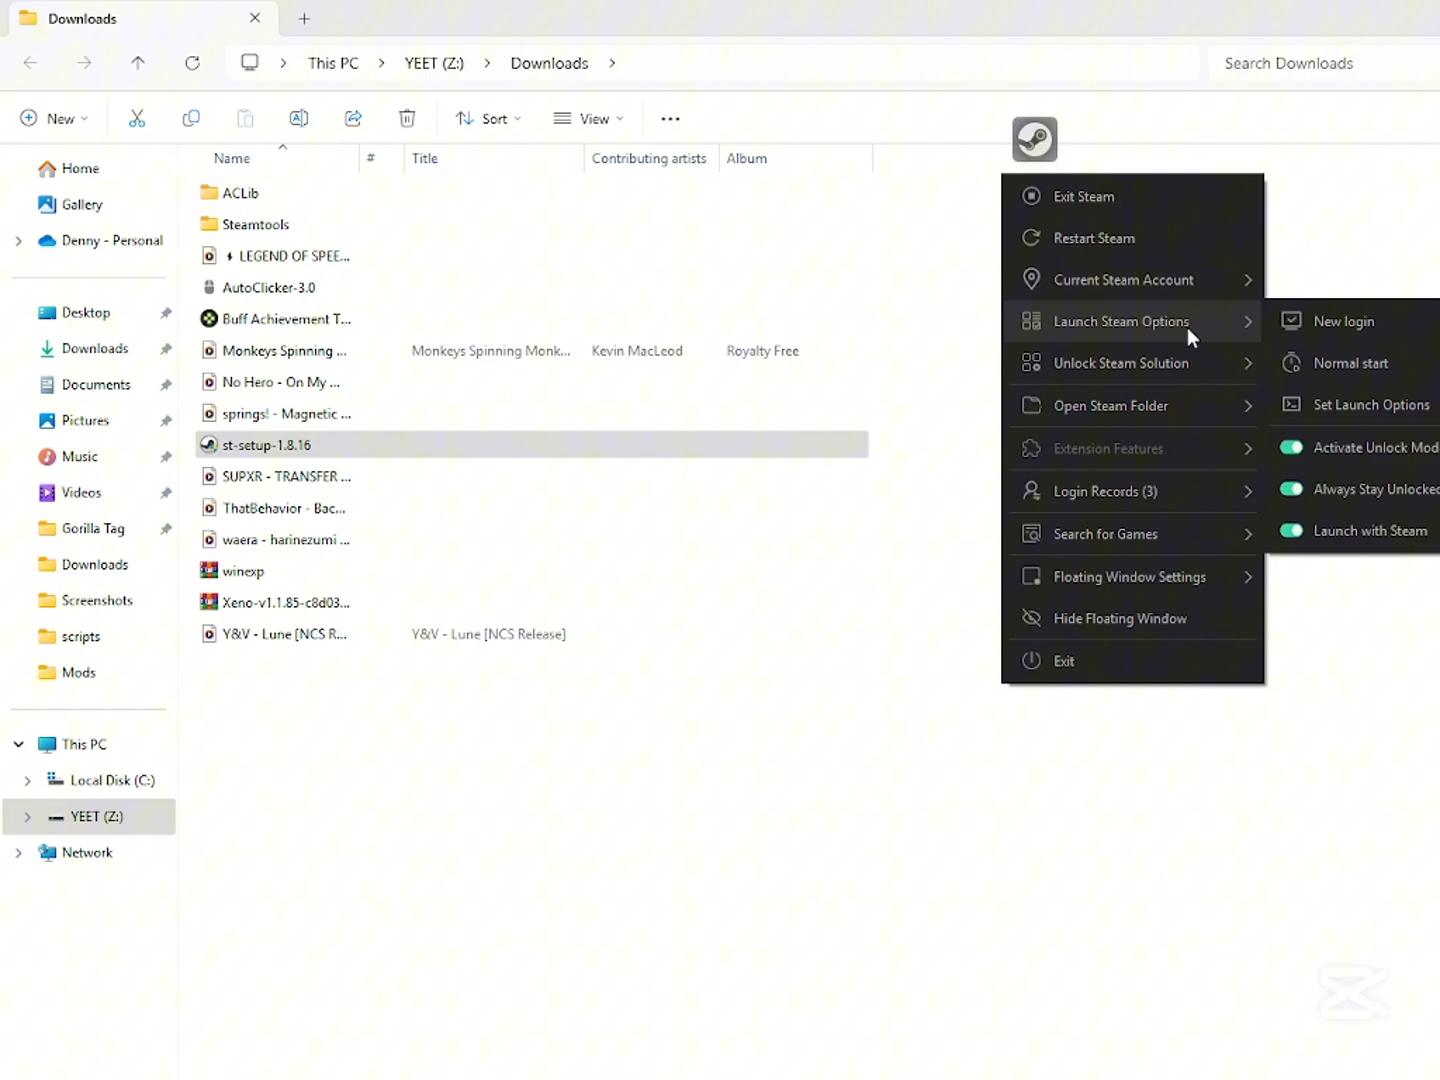 Downloads
This PC
YEET (Z:)
Downloads
Search Downloads
New
Sort
View
Name
#
Title
Contributing artists
Album
Home
Gallery
Denny - Personal
Desktop
Downloads
Documents
Pictures
Music
Videos
Gorilla Tag
Downloads
Screenshots
scripts
Mods
This PC
Local Disk (C:)
YEET (Z:)
Network
ACLib
Steamtools
LEGEND OF SPEE...
AutoClicker-3.0
Buff Achievement T...
Monkeys Spinning ... Monkeys Spinning Monk... Kevin MacLeod Royalty Free
No Hero - On My ...
springs! - Magnetic ...
st-setup-1.8.16
SUPXR - TRANSFER ...
ThatBehavior - Bac...
waera - harinezumi ...
winexp
Xeno-v1.1.85-c8d03...
Y&V - Lune [NCS R... Y&V - Lune [NCS Release]
Exit Steam
Restart Steam
Current Steam Account
Launch Steam Options
Unlock Steam Solution
Open Steam Folder
Extension Features
Login Records (3)
Search for Games
Floating Window Settings
Hide Floating Window
Exit
New login
Normal start
Set Launch Options
Activate Unlock Mod
Always Stay Unlocked
Launch with Steam